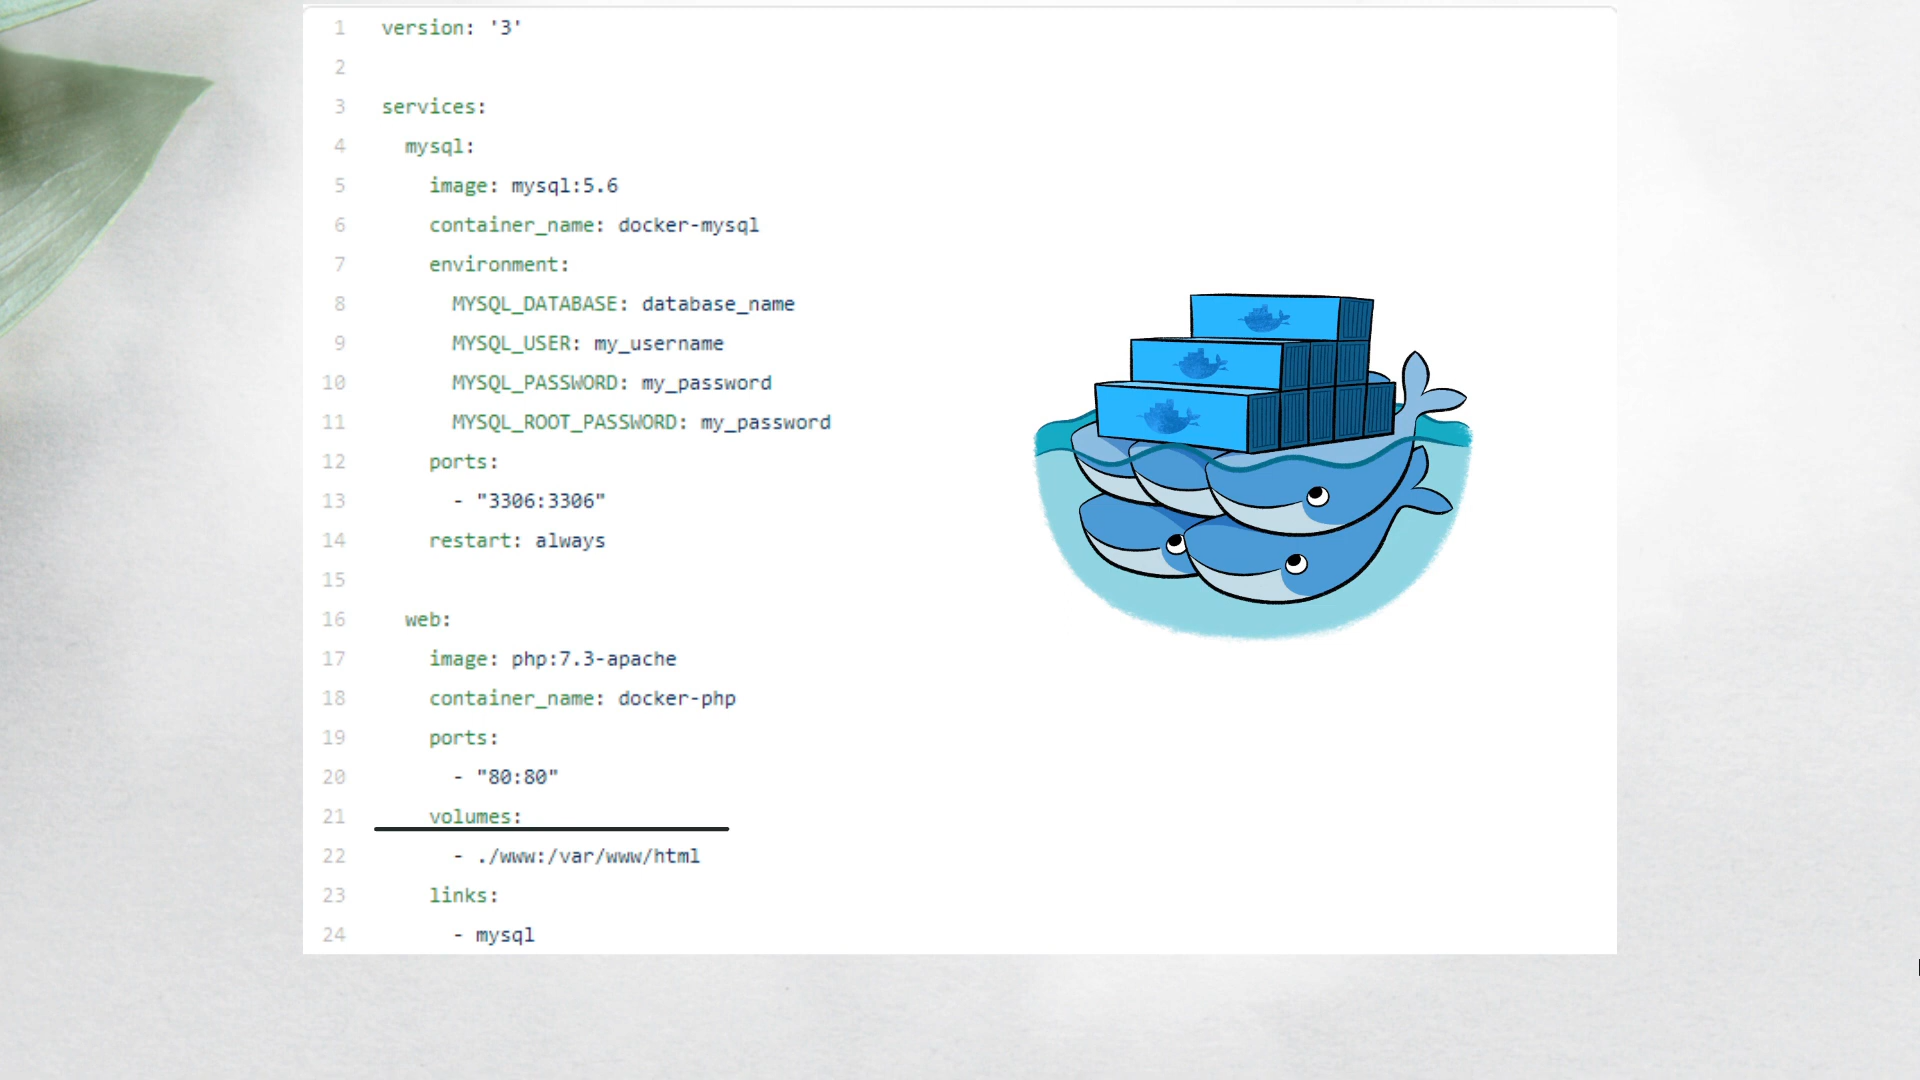 1 version: '3'
2
3 services:
4 mysql:
5 image: mysql:5.6
6 container_name: docker-mysql
7 environment:
8 MYSQL_DATABASE: database_name
9 MYSQL_USER: my_username
10 MYSQL_PASSWORD: my_password
11 MYSQL_ROOT_PASSWORD: my_password
12 ports:
13 - "3306:3306"
14 restart: always
15
16 web:
17 image: php:7.3-apache
18 container_name: docker-php
19 ports:
20 - "80:80"
21 volumes:
22 - ./www:/var/www/html
23 links:
24 - mysql